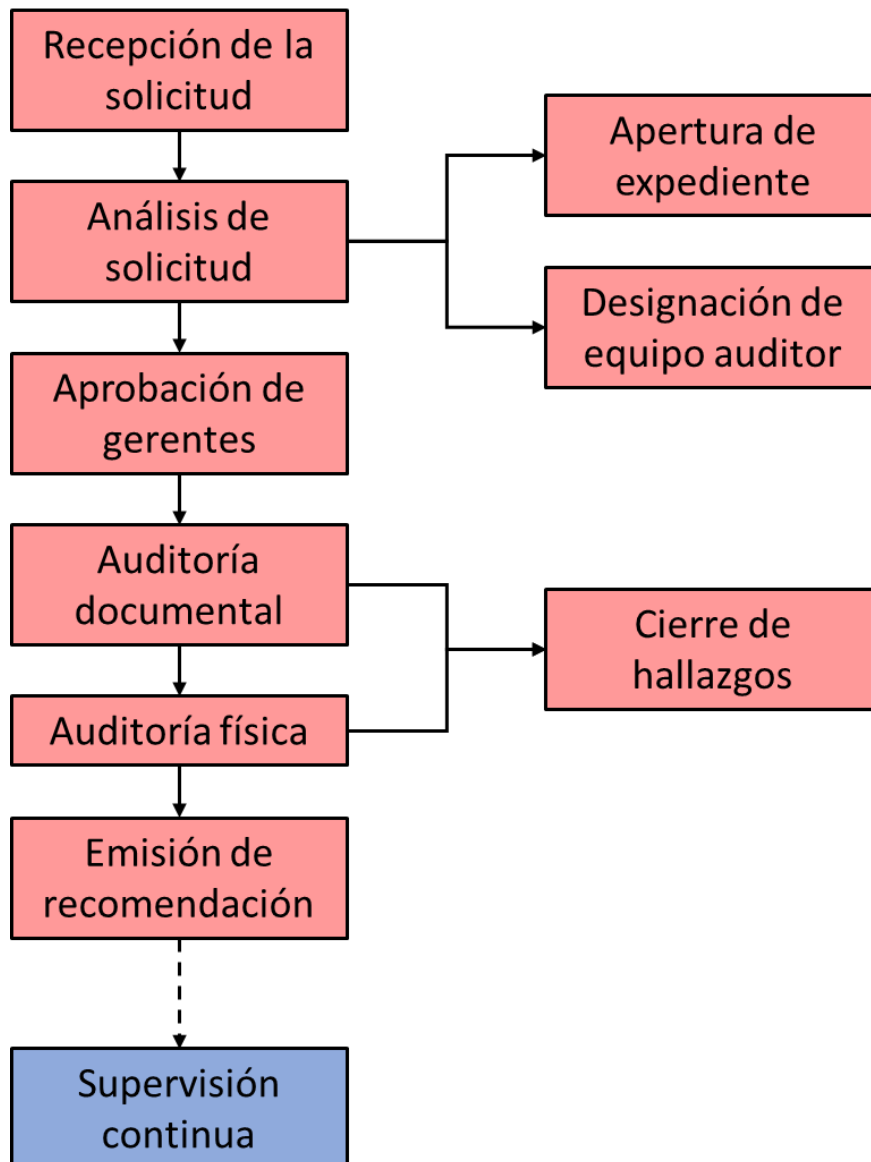 Recepción de la
solicitud
Análisis de
solicitud
Apertura de
expediente
Designación de
equipo auditor
Aprobación de
gerentes
Auditoría
documental
Auditoría física
Cierre de
hallazgos
Emisión de
recomendación
Supervisión
continua